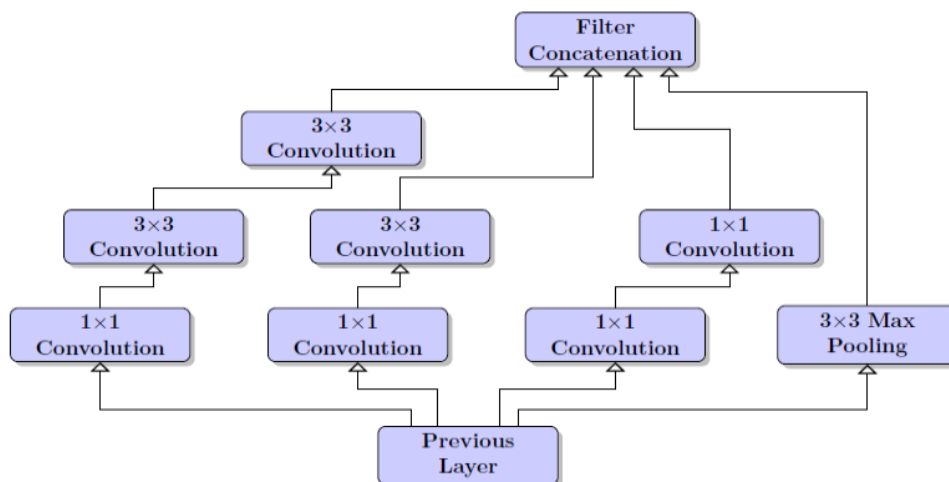 Filter
Concatenation
3×3
Convolution
3×3
Convolution
3×3
Convolution
1×1
Convolution
1×1
Convolution
1×1
Convolution
1×1
Convolution
3×3 Max
Pooling
Previous
Layer